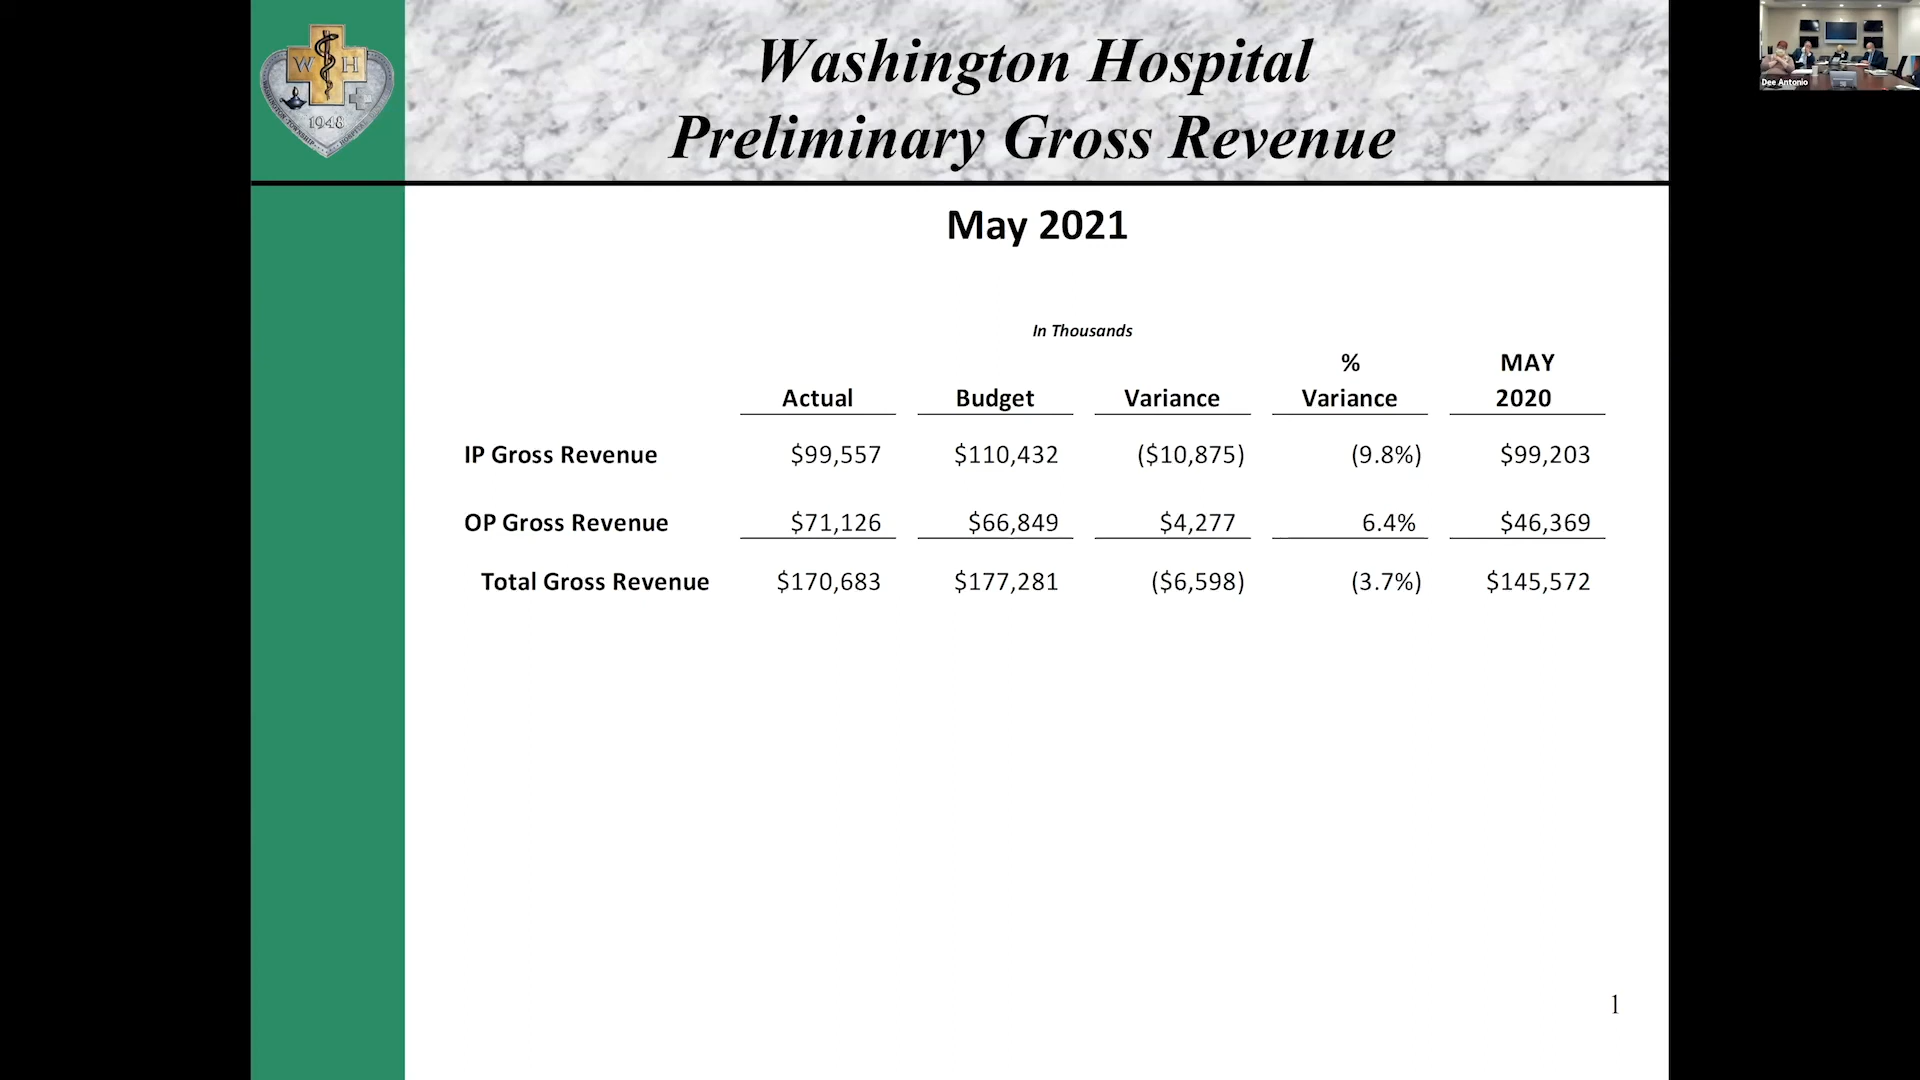 Washington Hospital
Preliminary Gross Revenue
W H
1948
Dee Antonio
May 2021
In Thousands
% MAY
Actual Budget Variance Variance 2020
IP Gross Revenue $99,557 $110,432 ($10,875) (9.8%) $99,203
OP Gross Revenue $71,126 $66,849 $4,277 6.4% $46,369
Total Gross Revenue $170,683 $177,281 ($6,598) (3.7%) $145,572
1